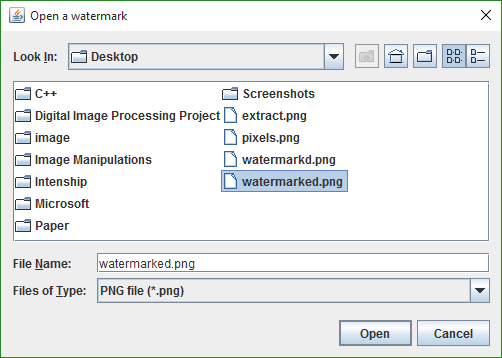 Open a watermark
Look In: Desktop
C++
Digital Image Processing Project
image
Image Manipulations
Intenship
Microsoft
Paper
Screenshots
extract.png
pixels.png
watermarkd.png
watermarked.png
File Name: watermarked.png
Files of Type: PNG file (*.png)
Open Cancel